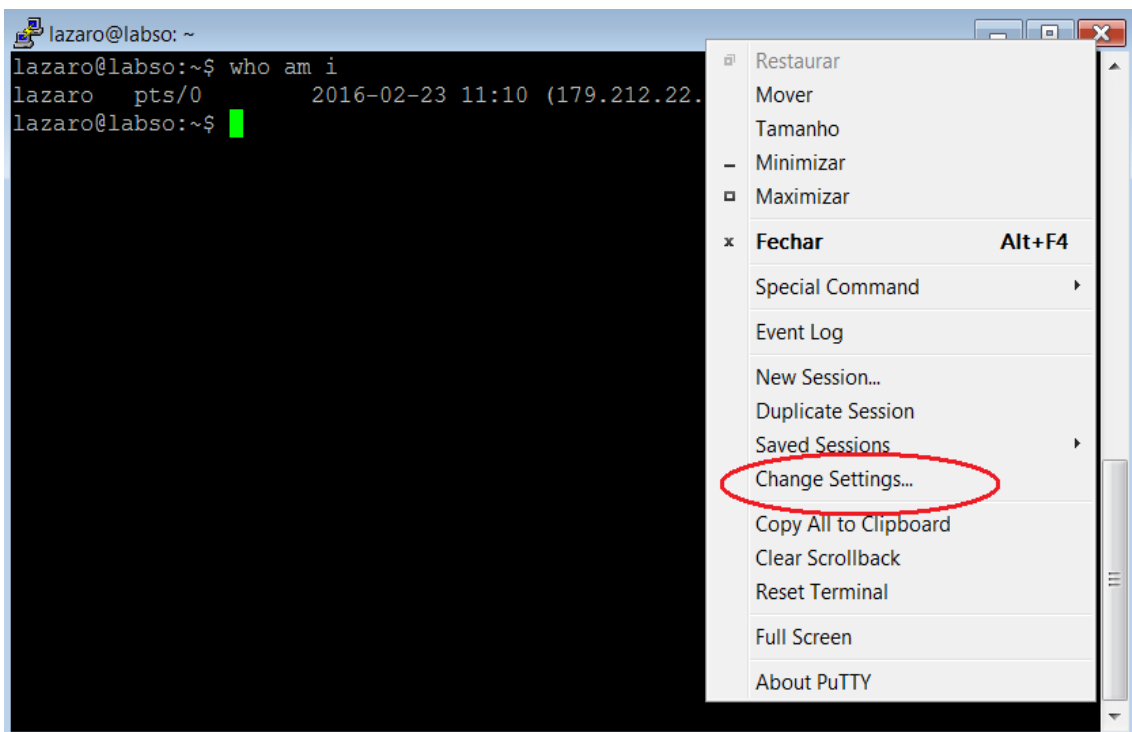 lazaro@labso: ~
lazaro@labso:~$ who am i
lazaro   pts/0        2016-02-23 11:10 (179.212.22.
lazaro@labso:~$
Restaurar
Mover
Tamanho
Minimizar
Maximizar
Fechar Alt+F4
Special Command
Event Log
New Session...
Duplicate Session
Saved Sessions
Change Settings...
Copy All to Clipboard
Clear Scrollback
Reset Terminal
Full Screen
About PuTTY